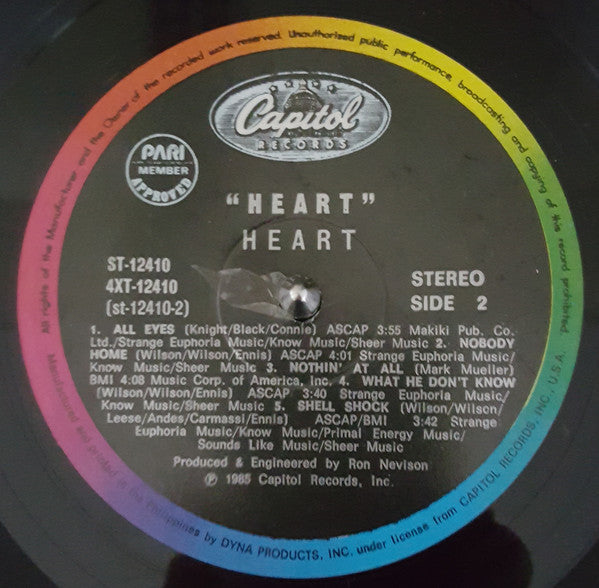 All rights of the Manufacturer and the Owner of the recorded work reserved. Unauthorized public performance, broadcasting and copying of this record prohibited.
Capitol
RECORDS
PARI
MEMBER
APPROVED
"HEART"
HEART
ST-12410
4XT-12410
(st-12410-2)
STEREO
SIDE 2
1. ALL EYES (Knight/Black/Connie) ASCAP 3:55 Makiki Pub. Co.
Ltd./Strange Euphoria Music/Know Music/Sheer Music 2. NOBODY
HOME (Wilson/Wilson/Ennis) ASCAP 4:01 Strange Euphoria Music/
Know Music/Sheer Music 3. NOTHIN' AT ALL (Mark Mueller)
BMI 4:08 Music Corp. of America, Inc. 4. WHAT HE DON'T KNOW
(Wilson/Wilson/Ennis) ASCAP 3:40 Strange Euphoria Music/
Know Music/Sheer Music 5. SHELL SHOCK (Wilson/Wilson/
Leese/Andes/Carmassi/Ennis) ASCAP/BMI 3:42 Strange
Euphoria Music/Know Music/Primal Energy Music/
Sounds Like Music/Sheer Music
Produced & Engineered by Ron Nevison
℗ 1985 Capitol Records, Inc.
Manufactured and printed in the Philippines by DYNA PRODUCTS, INC. under license from CAPITOL RECORDS, INC., U.S.A.